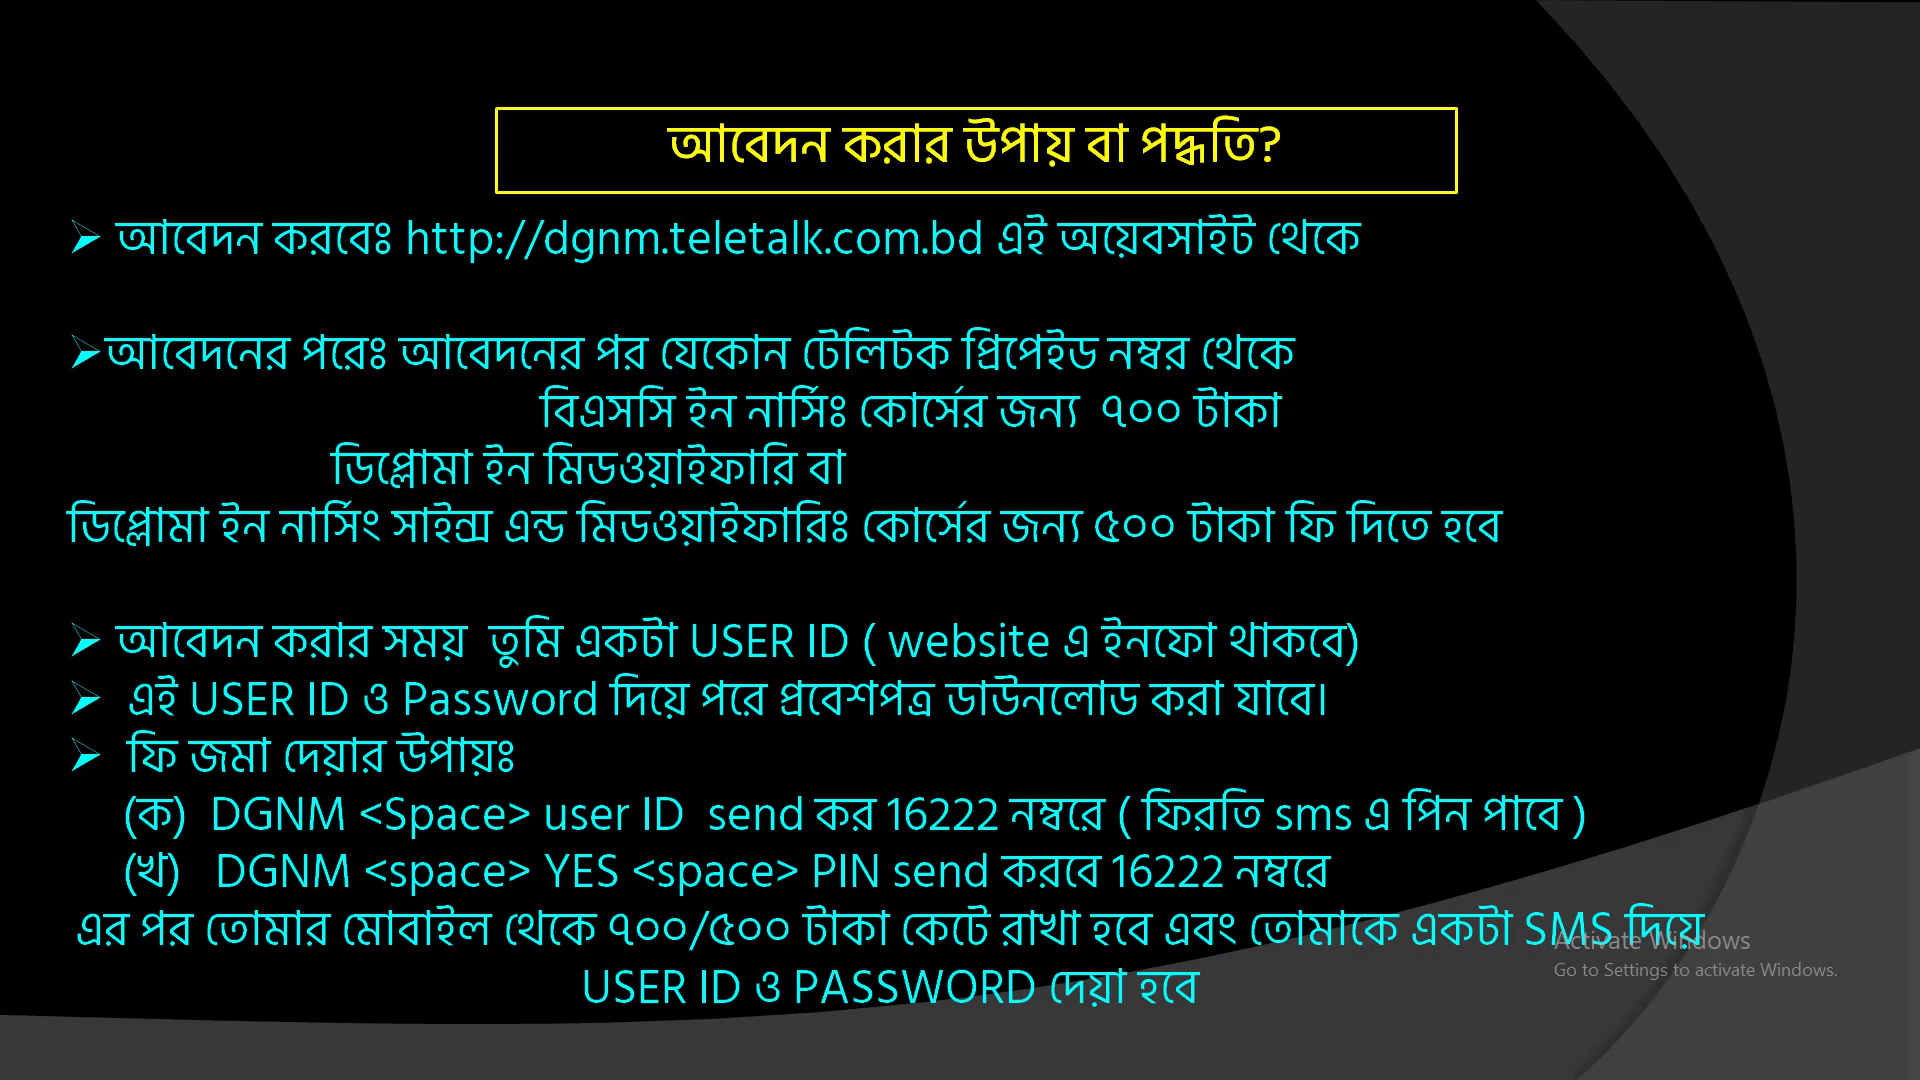 আবেদন করার উপায় বা পদ্ধতি?
➢ আবেদন করবেঃ http://dgnm.teletalk.com.bd এই অয়েবসাইট থেকে
➢আবেদনের পরেঃ আবেদনের পর যেকোন টেলিটক প্রিপেইড নম্বর থেকে
বিএসসি ইন নার্সিঃ কোর্সের জন্য ৭০০ টাকা
ডিপ্লোমা ইন মিডওয়াইফারি বা
ডিপ্লোমা ইন নার্সিং সাইন্স এন্ড মিডওয়াইফারিঃ কোর্সের জন্য ৫০০ টাকা ফি দিতে হবে
➢ আবেদন করার সময় তুমি একটা USER ID ( website এ ইনফো থাকবে)
➢ এই USER ID ও Password দিয়ে পরে প্রবেশপত্র ডাউনলোড করা যাবে।
➢ ফি জমা দেয়ার উপায়ঃ
(ক) DGNM <Space> user ID send কর 16222 নম্বরে ( ফিরতি sms এ পিন পাবে )
(খ) DGNM <space> YES <space> PIN send করবে 16222 নম্বরে
এর পর তোমার মোবাইল থেকে ৭০০/৫০০ টাকা কেটে রাখা হবে এবং তোমাকে একটা SMS দিয়ে
USER ID ও PASSWORD দেয়া হবে
Activate Windows
Go to Settings to activate Windows.